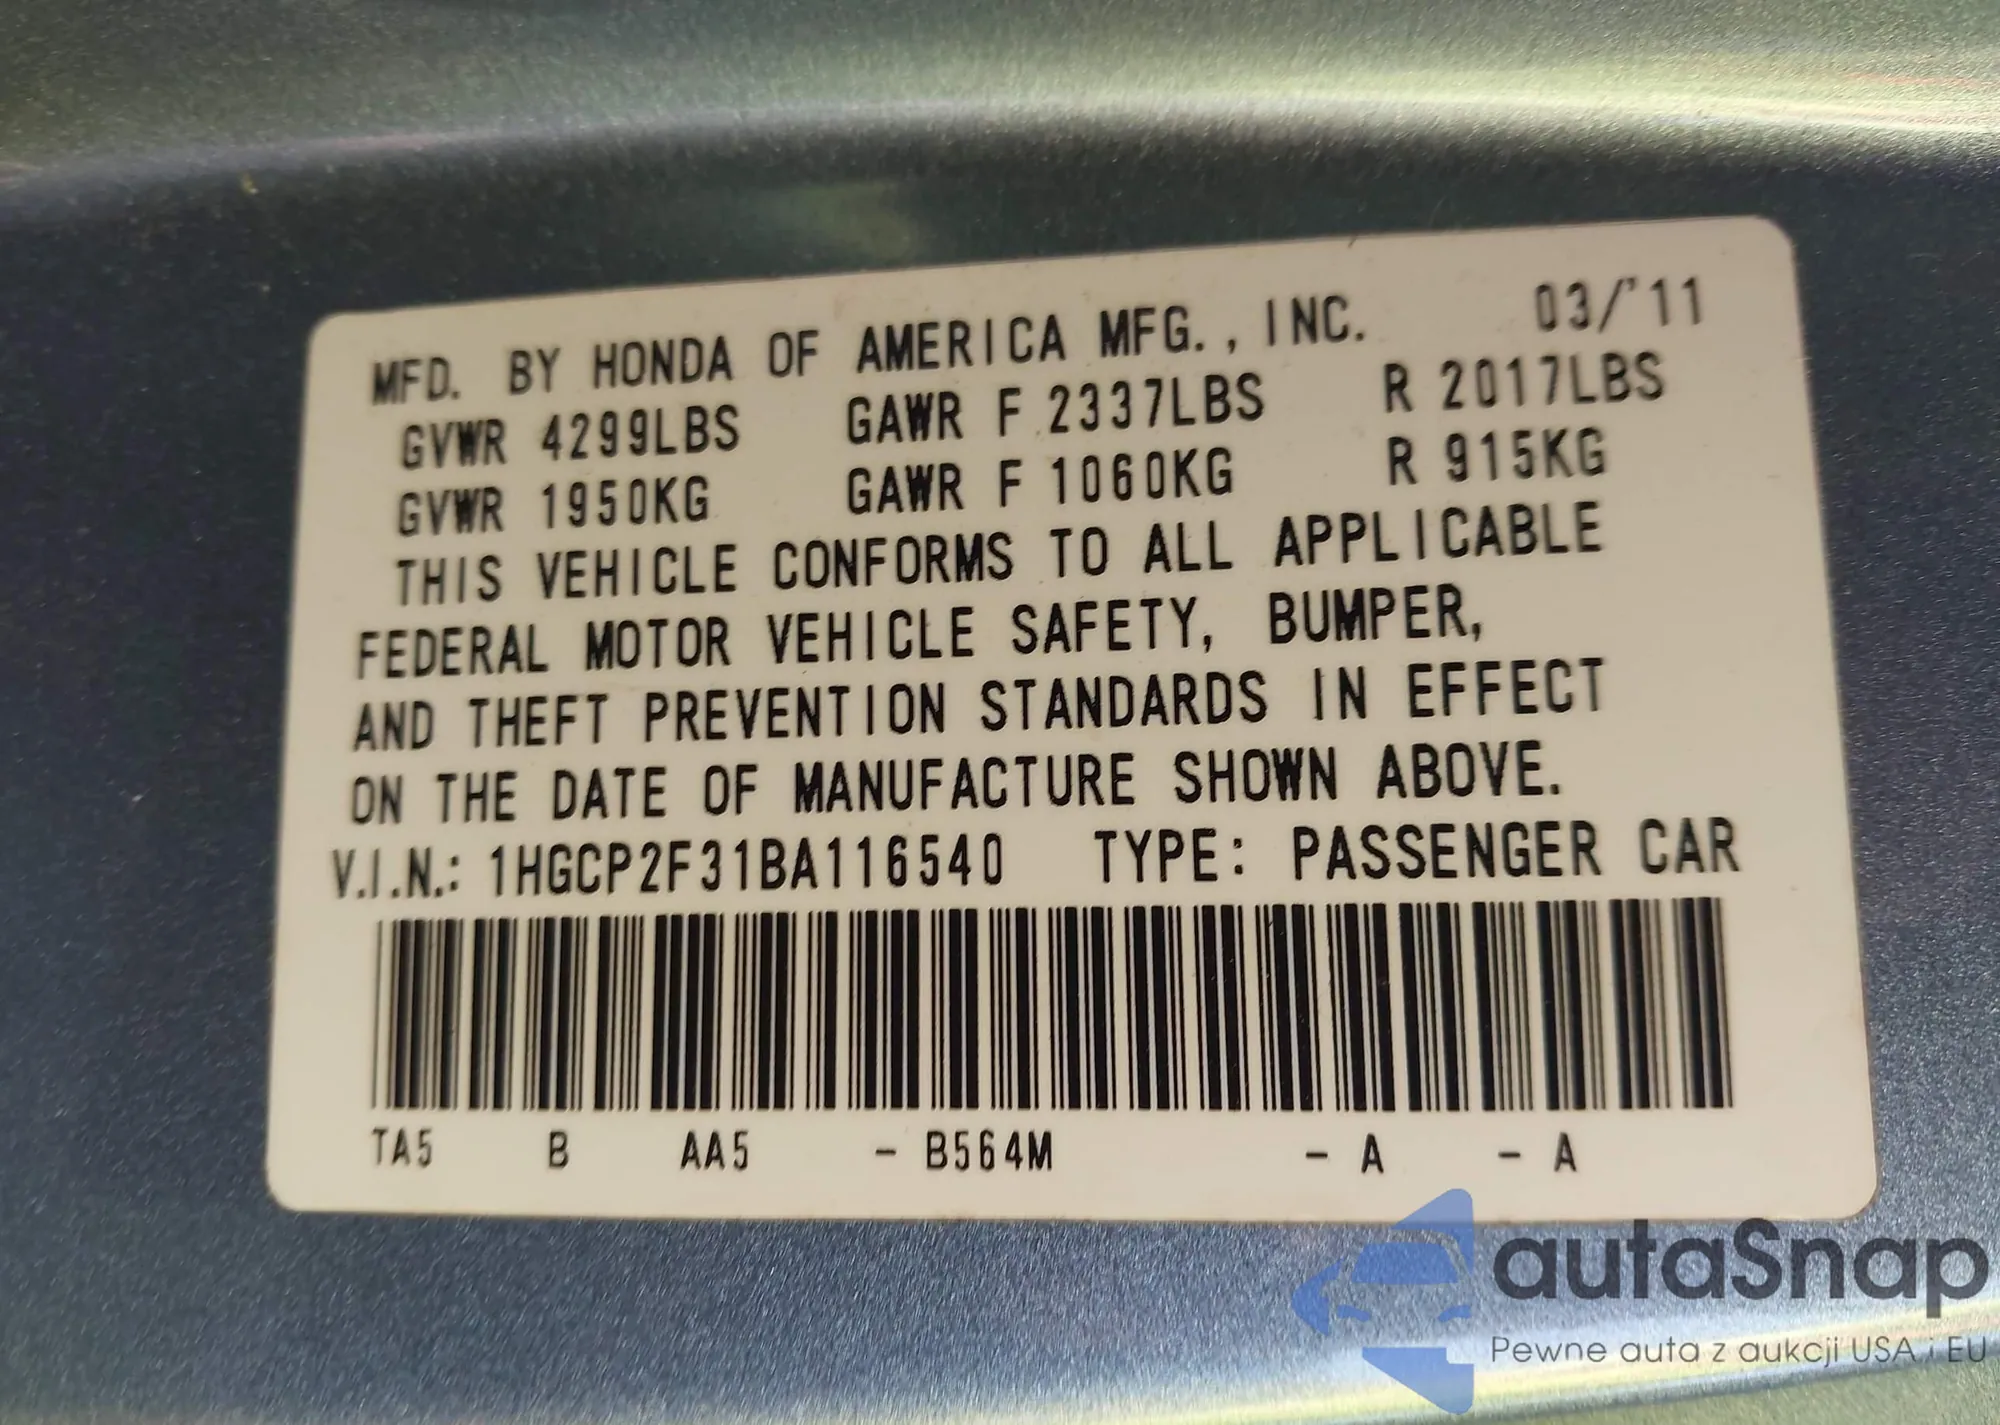 MFD. BY HONDA OF AMERICA MFG., INC. 03/'11
GVWR 4299LBS GAWR F 2337LBS R 2017LBS
GVWR 1950KG GAWR F 1060KG R 915KG
THIS VEHICLE CONFORMS TO ALL APPLICABLE
FEDERAL MOTOR VEHICLE SAFETY, BUMPER,
AND THEFT PREVENTION STANDARDS IN EFFECT
ON THE DATE OF MANUFACTURE SHOWN ABOVE.
V.I.N.: 1HGCP2F31BA116540 TYPE: PASSENGER CAR
TA5 B AA5 - B564M - A - A
autaSnap
Pewne auta z aukcji USA i EU